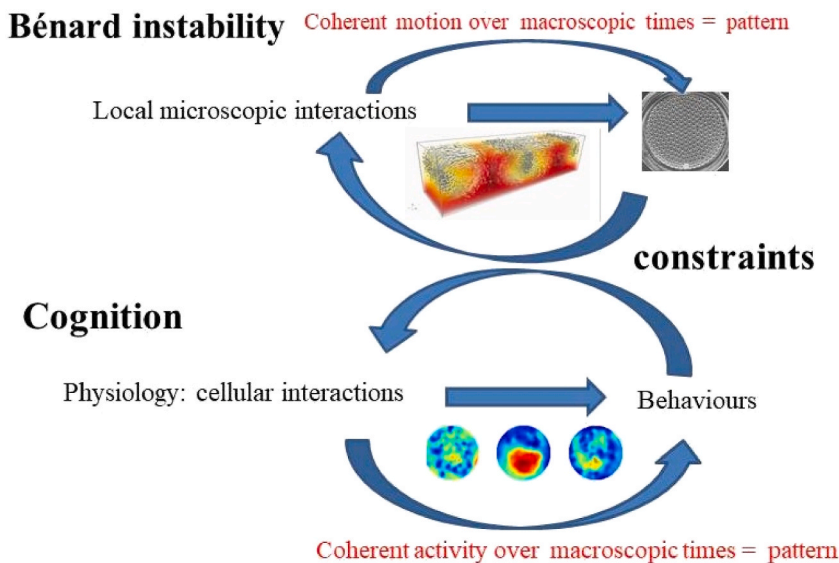 Bénard instability
Coherent motion over macroscopic times = pattern
Local microscopic interactions
constraints
Cognition
Physiology: cellular interactions
Behaviours
Coherent activity over macroscopic times = pattern